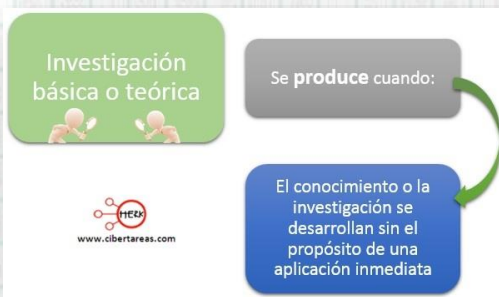 Investigación
básica o teórica
Se produce cuando:
El conocimiento o la
investigación se
desarrollan sin el
propósito de una
aplicación inmediata
HERK
www.cibertareas.com